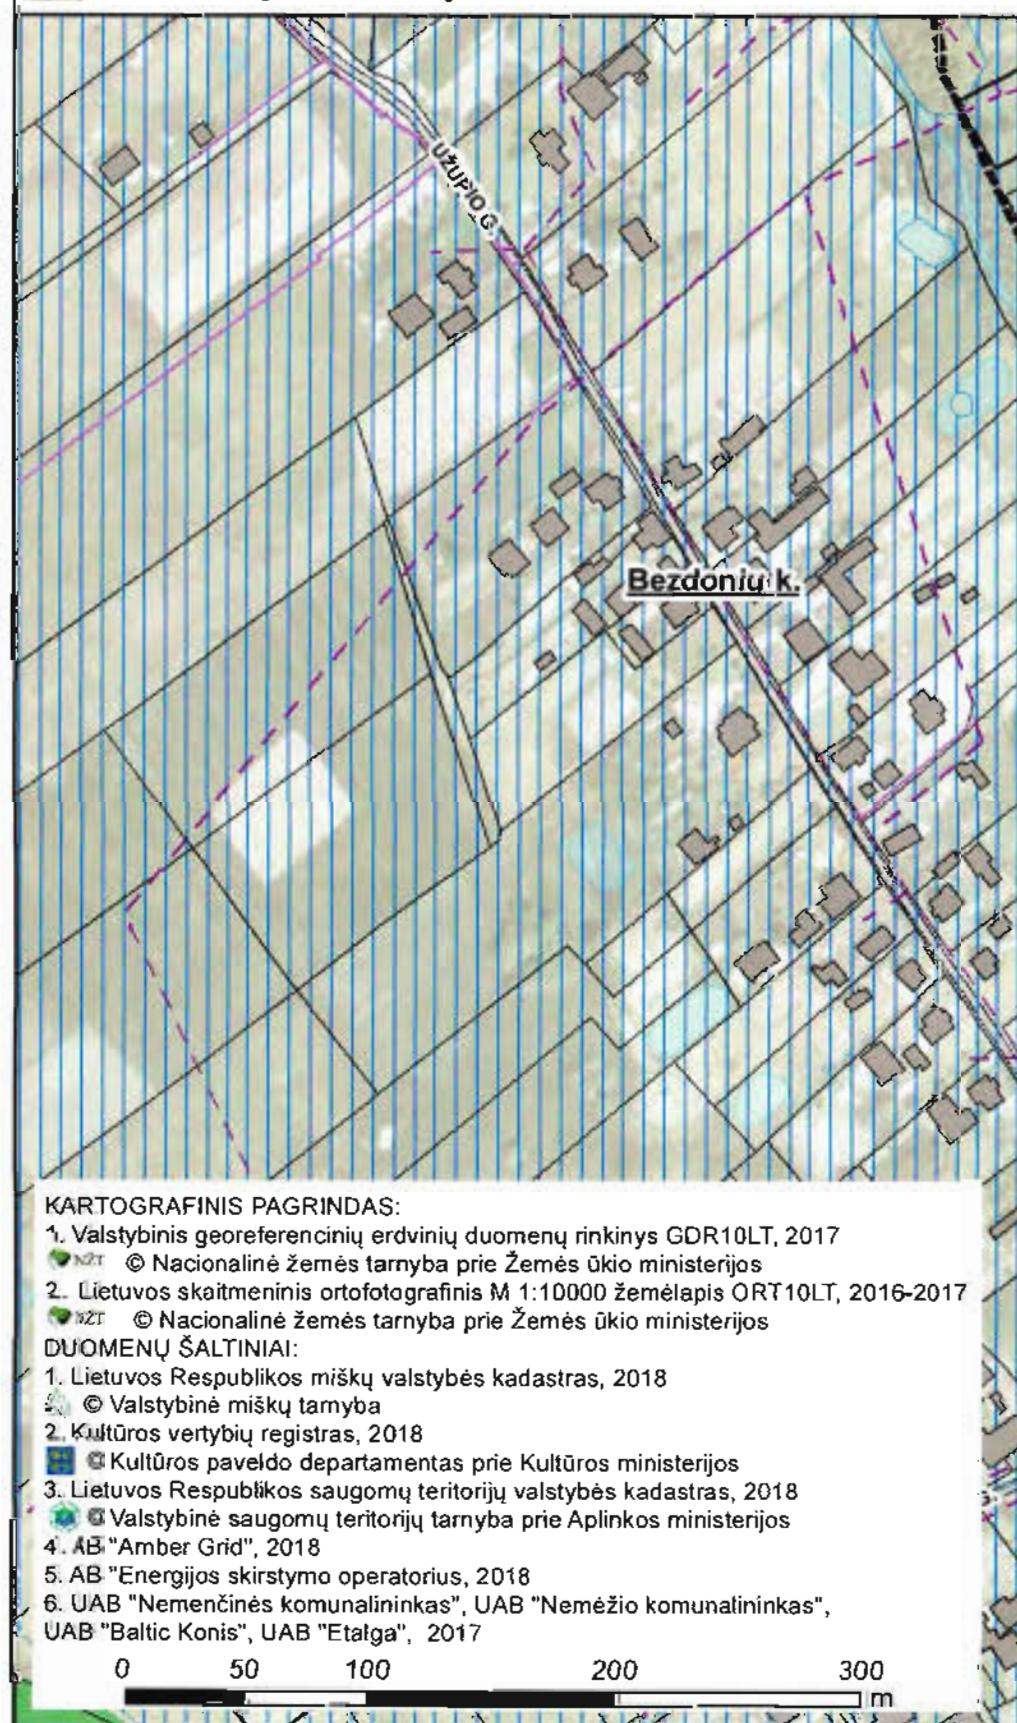 UŽUPIO G.
Bezdonių k.
KARTOGRAFINIS PAGRINDAS:
1. Valstybinis georeferencinių erdvinių duomenų rinkinys GDR10LT, 2017
NŽT © Nacionalinė žemės tarnyba prie Žemės ūkio ministerijos
2. Lietuvos skaitmeninis ortofotografinis M 1:10000 žemėlapis ORT10LT, 2016-2017
NŽT © Nacionalinė žemės tarnyba prie Žemės ūkio ministerijos
DUOMENŲ ŠALTINIAI:
1. Lietuvos Respublikos miškų valstybės kadastras, 2018
© Valstybinė miškų tarnyba
2. Kultūros vertybių registras, 2018
© Kultūros paveldo departamentas prie Kultūros ministerijos
3. Lietuvos Respublikos saugomų teritorijų valstybės kadastras, 2018
© Valstybinė saugomų teritorijų tarnyba prie Aplinkos ministerijos
4. AB "Amber Grid", 2018
5. AB "Energijos skirstymo operatorius, 2018
6. UAB "Nemenčinės komunalininkas", UAB "Nemėžio komunalininkas",
UAB "Baltic Konis", UAB "Etalga", 2017
0 50 100 200 300
m